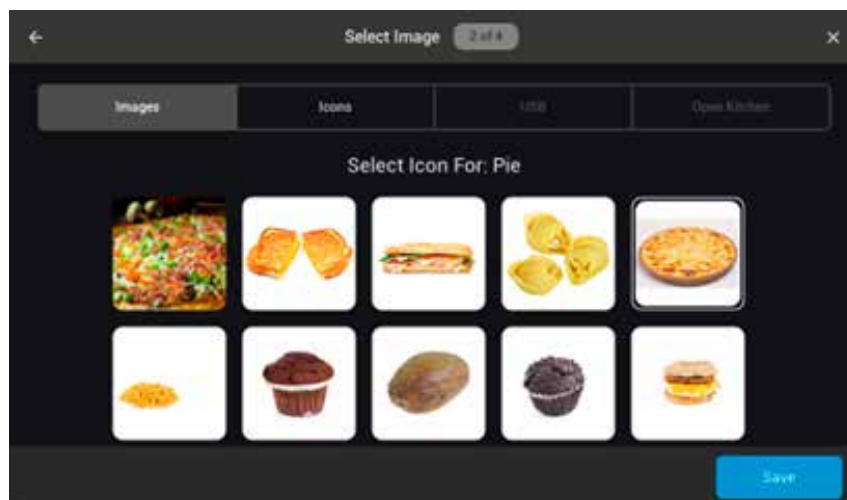 Select Image 2 of 4
Images Icons USB Open Kitchen
Select Icon For: Pie
Save